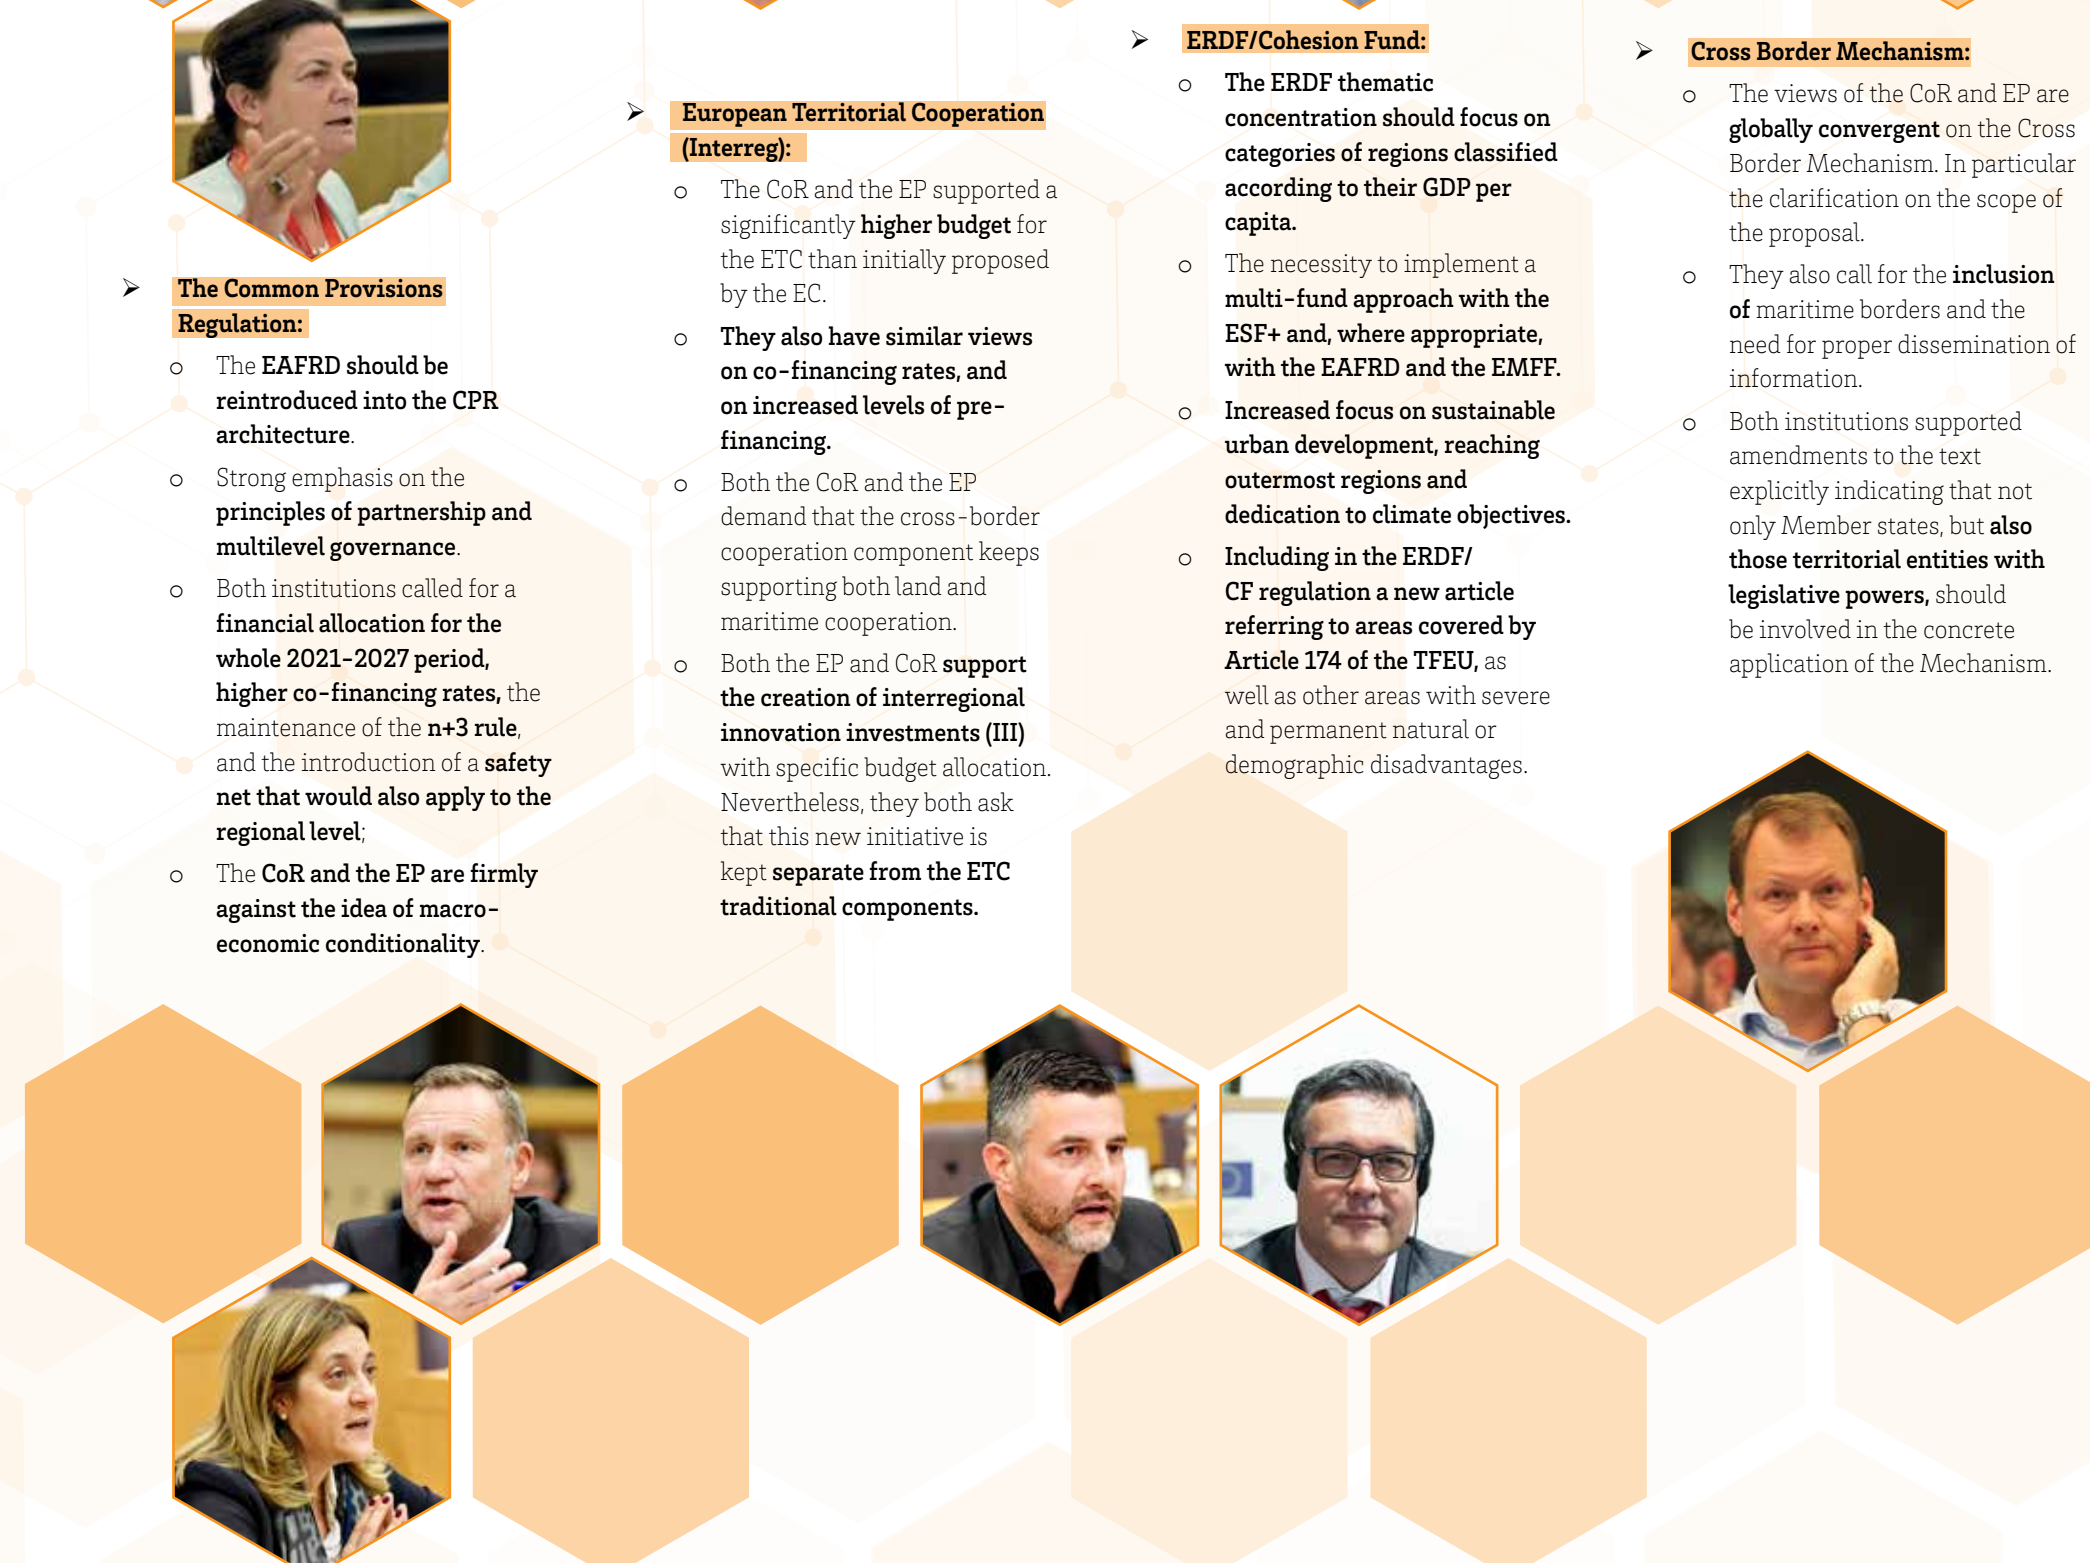 ➢ The Common Provisions
Regulation:
o The EAFRD should be
reintroduced into the CPR
architecture.
o Strong emphasis on the
principles of partnership and
multilevel governance.
o Both institutions called for a
financial allocation for the
whole 2021-2027 period,
higher co-financing rates, the
maintenance of the n+3 rule,
and the introduction of a safety
net that would also apply to the
regional level;
o The CoR and the EP are firmly
against the idea of macro-
economic conditionality.
➢ European Territorial Cooperation
(Interreg):
o The CoR and the EP supported a
significantly higher budget for
the ETC than initially proposed
by the EC.
o They also have similar views
on co-financing rates, and
on increased levels of pre-
financing.
o Both the CoR and the EP
demand that the cross-border
cooperation component keeps
supporting both land and
maritime cooperation.
o Both the EP and CoR support
the creation of interregional
innovation investments (III)
with specific budget allocation.
Nevertheless, they both ask
that this new initiative is
kept separate from the ETC
traditional components.
➢ ERDF/Cohesion Fund:
o The ERDF thematic
concentration should focus on
categories of regions classified
according to their GDP per
capita.
o The necessity to implement a
multi-fund approach with the
ESF+ and, where appropriate,
with the EAFRD and the EMFF.
o Increased focus on sustainable
urban development, reaching
outermost regions and
dedication to climate objectives.
o Including in the ERDF/
CF regulation a new article
referring to areas covered by
Article 174 of the TFEU, as
well as other areas with severe
and permanent natural or
demographic disadvantages.
➢ Cross Border Mechanism:
o The views of the CoR and EP are
globally convergent on the Cross
Border Mechanism. In particular
the clarification on the scope of
the proposal.
o They also call for the inclusion
of maritime borders and the
need for proper dissemination of
information.
o Both institutions supported
amendments to the text
explicitly indicating that not
only Member states, but also
those territorial entities with
legislative powers, should
be involved in the concrete
application of the Mechanism.